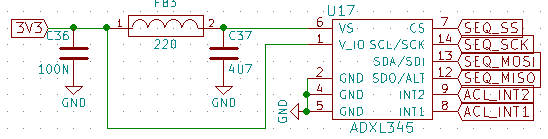 FB3
U17
3V3
C36
1
2
C37
6
VS
CS
7
SEQ_SS
1
V_IO
SCL/SCK
14
SEQ_SCK
220
SDA/SDI
13
SEQ_MOSI
100N
4U7
2
GND
SDO/ALT
12
SEQ_MISO
4
GND
INT2
9
ACL_INT2
5
GND
INT1
8
ACL_INT1
GND
GND
GND
ADXL345